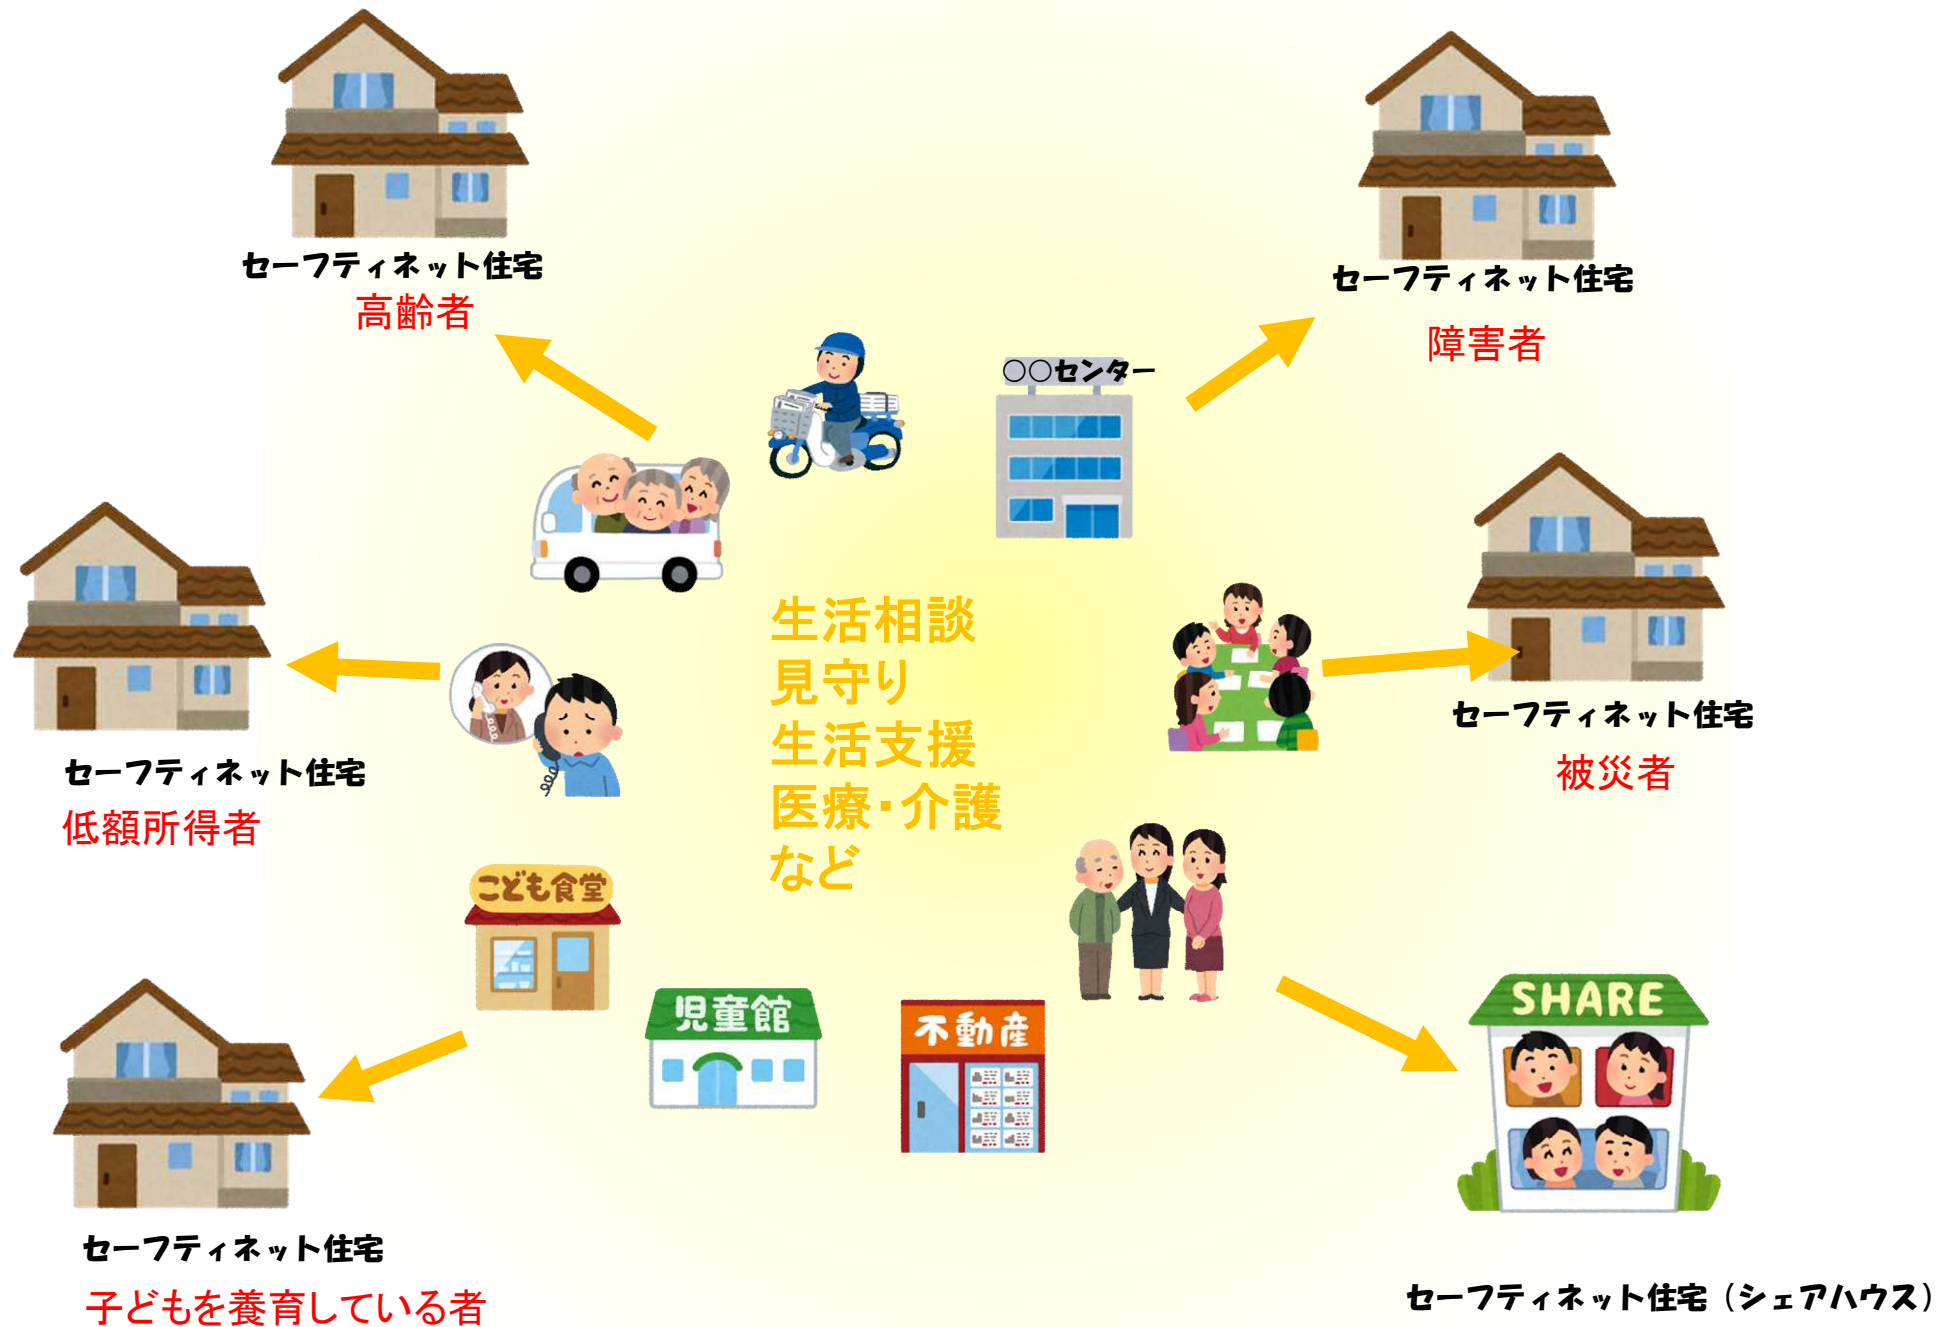 セーフティネット住宅
高齢者
セーフティネット住宅
障害者
○○センター
生活相談
見守り
生活支援
医療・介護
など
セーフティネット住宅
低額所得者
セーフティネット住宅
被災者
こども食堂
児童館
不動産
SHARE
セーフティネット住宅
子どもを養育している者
セーフティネット住宅（シェアハウス）